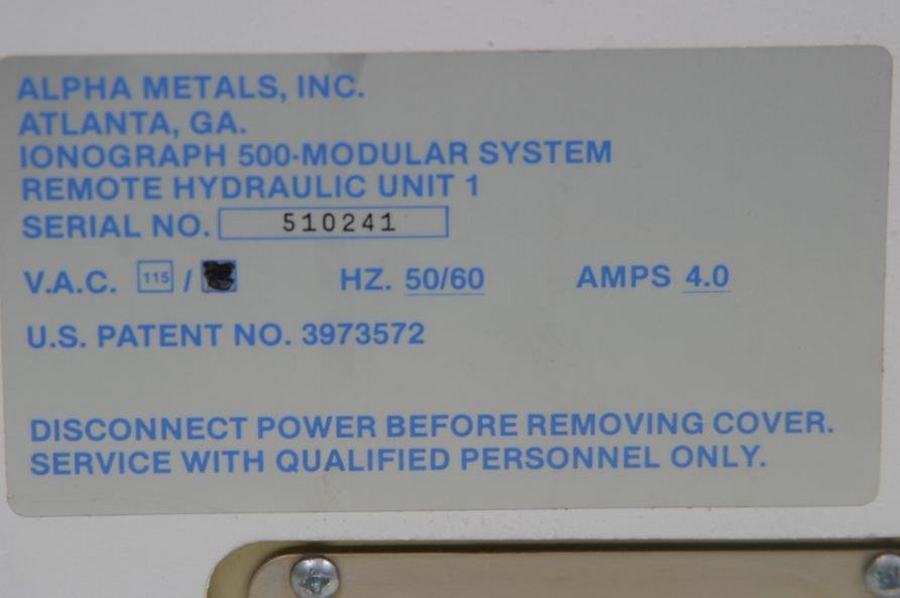 ALPHA METALS, INC.
ATLANTA, GA.
IONOGRAPH 500-MODULAR SYSTEM
REMOTE HYDRAULIC UNIT 1
SERIAL NO. 510241
V.A.C. 115 / HZ. 50/60 AMPS 4.0
U.S. PATENT NO. 3973572
DISCONNECT POWER BEFORE REMOVING COVER.
SERVICE WITH QUALIFIED PERSONNEL ONLY.